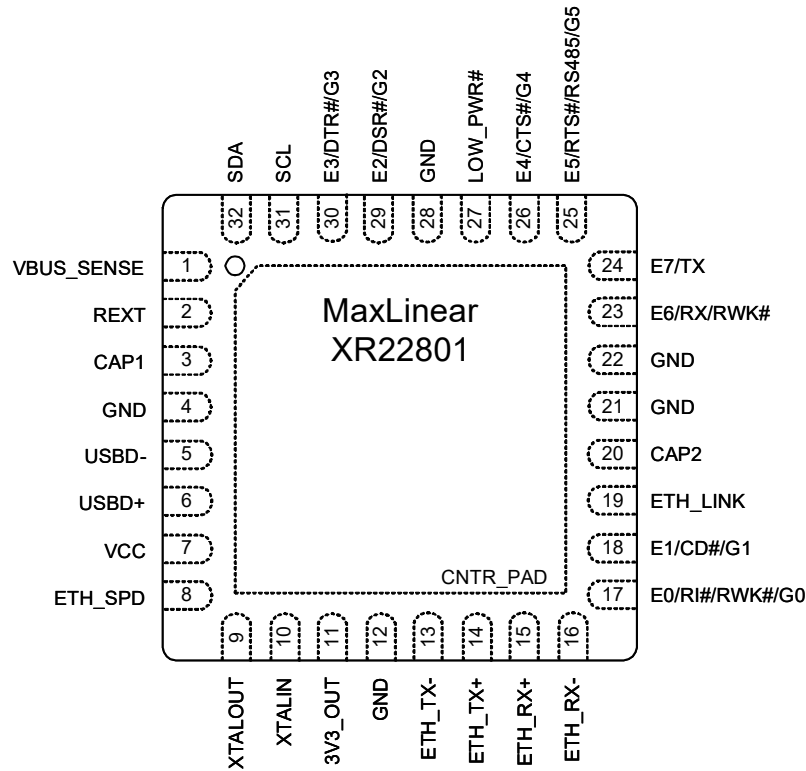 SDA
SCL
E3/DTR#/G3
E2/DSR#/G2
GND
LOW_PWR#
E4/CTS#/G4
E5/RTS#/RS485/G5
32
31
30
29
28
27
26
25
VBUS_SENSE 1
REXT 2
CAP1 3
GND 4
USBD- 5
USBD+ 6
VCC 7
ETH_SPD 8
MaxLinear
XR22801
CNTR_PAD
24 E7/TX
23 E6/RX/RWK#
22 GND
21 GND
20 CAP2
19 ETH_LINK
18 E1/CD#/G1
17 E0/RI#/RWK#/G0
9
10
11
12
13
14
15
16
XTALOUT
XTALIN
3V3_OUT
GND
ETH_TX-
ETH_TX+
ETH_RX+
ETH_RX-